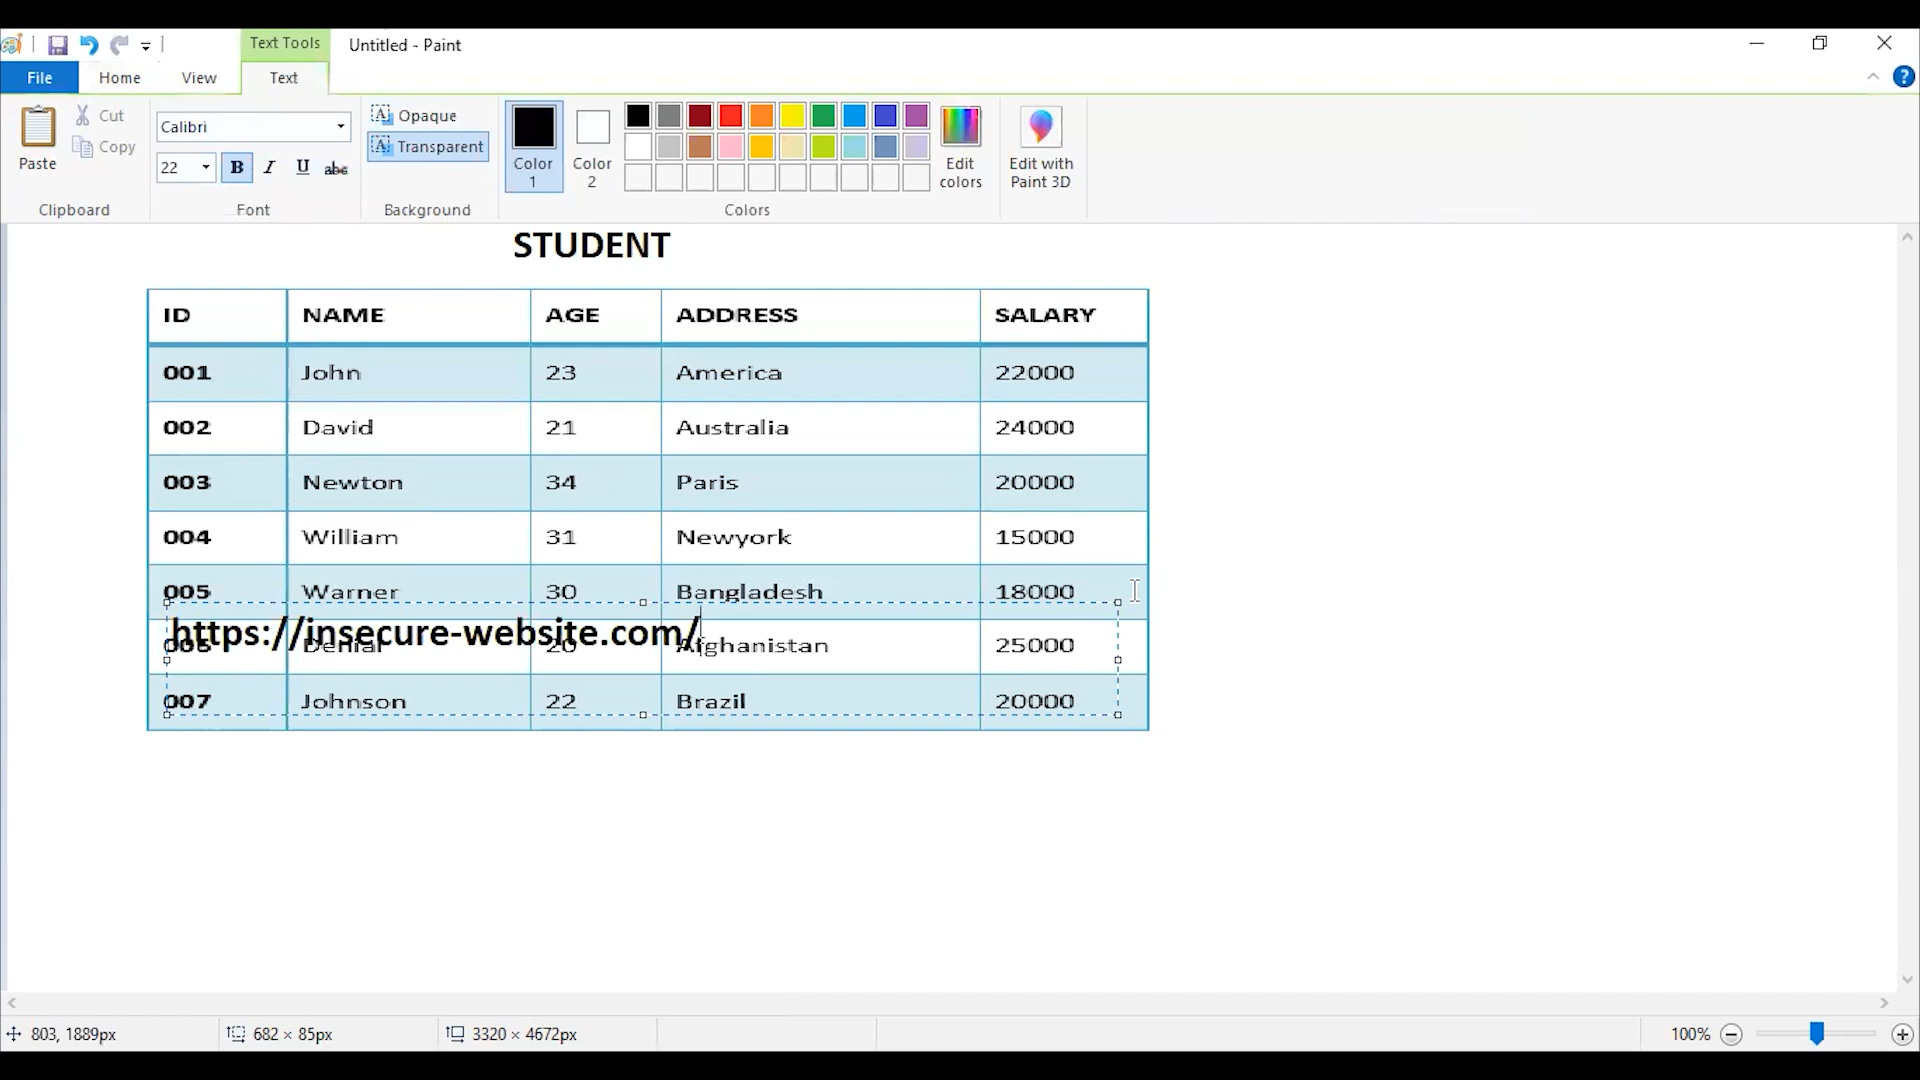 Text Tools
Untitled - Paint
File
Home
View
Text
?
Paste
Cut
Copy
Clipboard
Calibri
22
B I U abc
Font
Opaque
Transparent
Background
Color 1
Color 2
Colors
Edit colors
Edit with Paint 3D
STUDENT
ID NAME AGE ADDRESS SALARY
001 John 23 America 22000
002 David 21 Australia 24000
003 Newton 34 Paris 20000
004 William 31 Newyork 15000
005 Warner 30 Bangladesh 18000
https://insecure-website.com/
006 Denial 20 Afghanistan 25000
007 Johnson 22 Brazil 20000
803, 1889px
682 × 85px
3320 × 4672px
100%